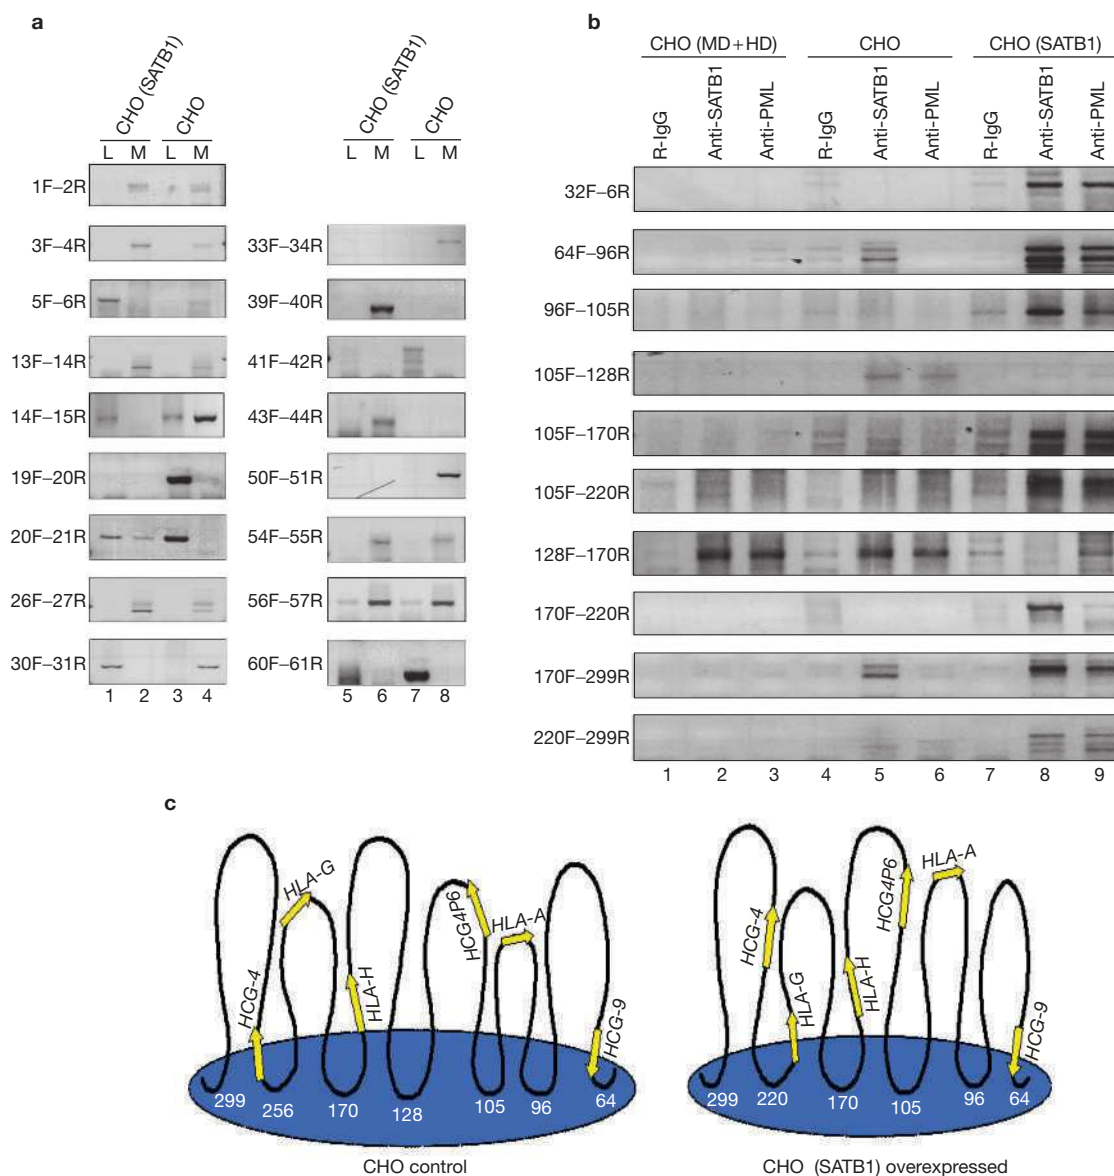 a
CHO (SATB1) CHO
L M L M
1F–2R
3F–4R
5F–6R
13F–14R
14F–15R
19F–20R
20F–21R
26F–27R
30F–31R
1 2 3 4
CHO (SATB1) CHO
L M L M
33F–34R
39F–40R
41F–42R
43F–44R
50F–51R
54F–55R
56F–57R
60F–61R
5 6 7 8
b
CHO (MD+HD) CHO CHO (SATB1)
R-IgG Anti-SATB1 Anti-PML R-IgG Anti-SATB1 Anti-PML R-IgG Anti-SATB1 Anti-PML
32F–6R
64F–96R
96F–105R
105F–128R
105F–170R
105F–220R
128F–170R
170F–220R
170F–299R
220F–299R
1 2 3 4 5 6 7 8 9
c
HCG-4 HLA-G HLA-H HCG4P6 HLA-A HCG-9
299 256 170 128 105 96 64
CHO control
HCG-4 HLA-G HLA-H HCG4P6 HLA-A HCG-9
299 220 170 105 96 64
CHO (SATB1) overexpressed